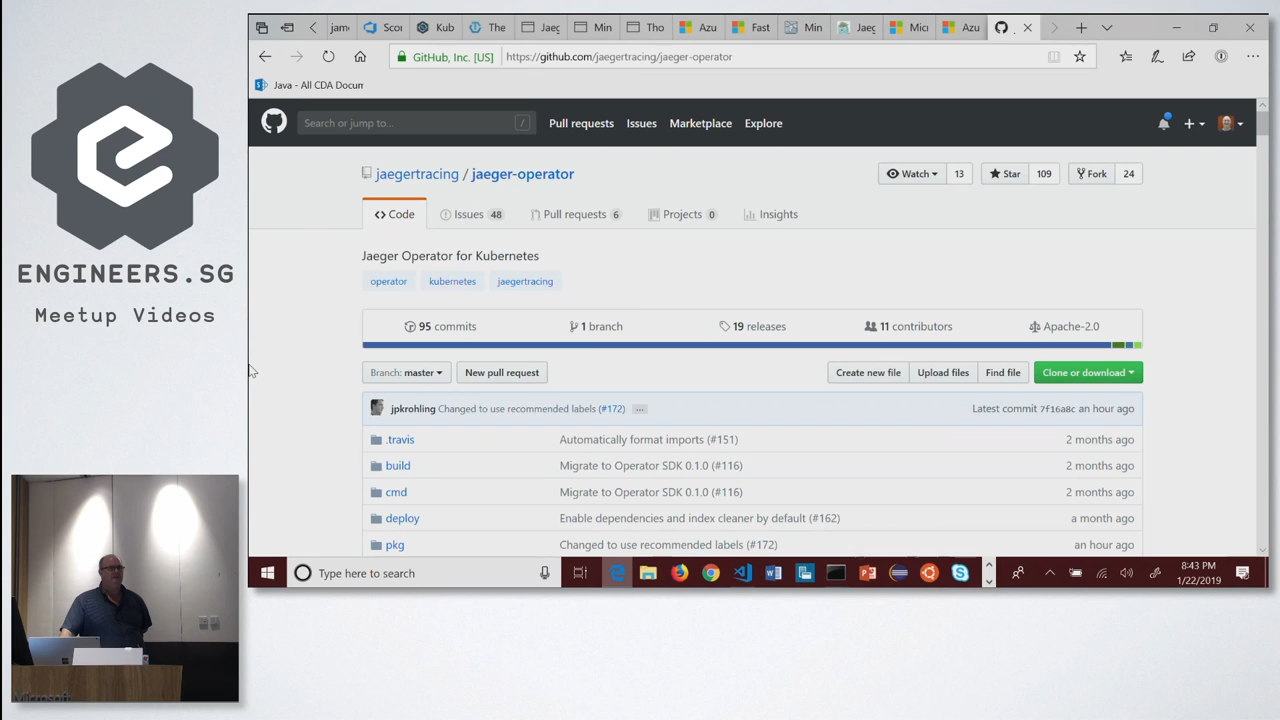 ENGINEERS.SG
Meetup Videos
jam
Scc
Kub
The
Jaeg
Min
Tho
Azu
Fast
Min
Jaeg
Mic
Azu
GitHub, Inc. [US]
https://github.com/jaegertracing/jaeger-operator
Java - All CDA Docum
Search or jump to...
/
Pull requests
Issues
Marketplace
Explore
jaegertracing / jaeger-operator
Watch 13
Star 109
Fork 24
Code
Issues 48
Pull requests 6
Projects 0
Insights
Jaeger Operator for Kubernetes
operator
kubernetes
jaegertracing
95 commits
1 branch
19 releases
11 contributors
Apache-2.0
Branch: master
New pull request
Create new file
Upload files
Find file
Clone or download
jpkrohling Changed to use recommended labels (#172) ...
Latest commit 7f16a8c an hour ago
.travis
Automatically format imports (#151)
2 months ago
build
Migrate to Operator SDK 0.1.0 (#116)
2 months ago
cmd
Migrate to Operator SDK 0.1.0 (#116)
2 months ago
deploy
Enable dependencies and index cleaner by default (#162)
a month ago
pkg
Changed to use recommended labels (#172)
an hour ago
Type here to search
8:43 PM
1/22/2019
Microsoft